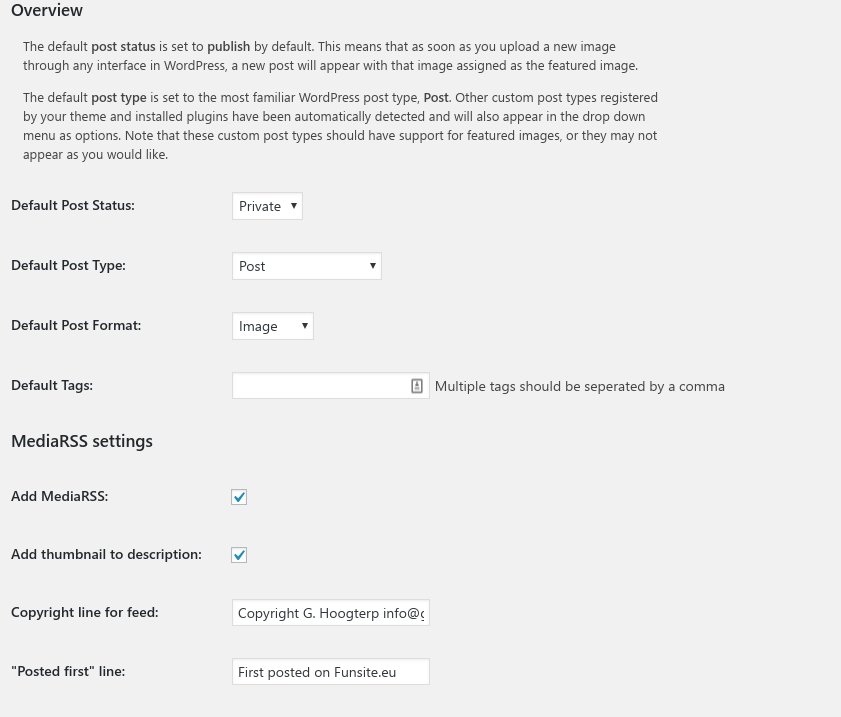 Overview
The default post status is set to publish by default. This means that as soon as you upload a new image
through any interface in WordPress, a new post will appear with that image assigned as the featured image.
The default post type is set to the most familiar WordPress post type, Post. Other custom post types registered
by your theme and installed plugins have been automatically detected and will also appear in the drop down
menu as options. Note that these custom post types should have support for featured images, or they may not
appear as you would like.
Default Post Status: Private
Default Post Type: Post
Default Post Format: Image
Default Tags: Multiple tags should be seperated by a comma
MediaRSS settings
Add MediaRSS:
Add thumbnail to description:
Copyright line for feed: Copyright G. Hoogterp info@
"Posted first" line: First posted on Funsite.eu